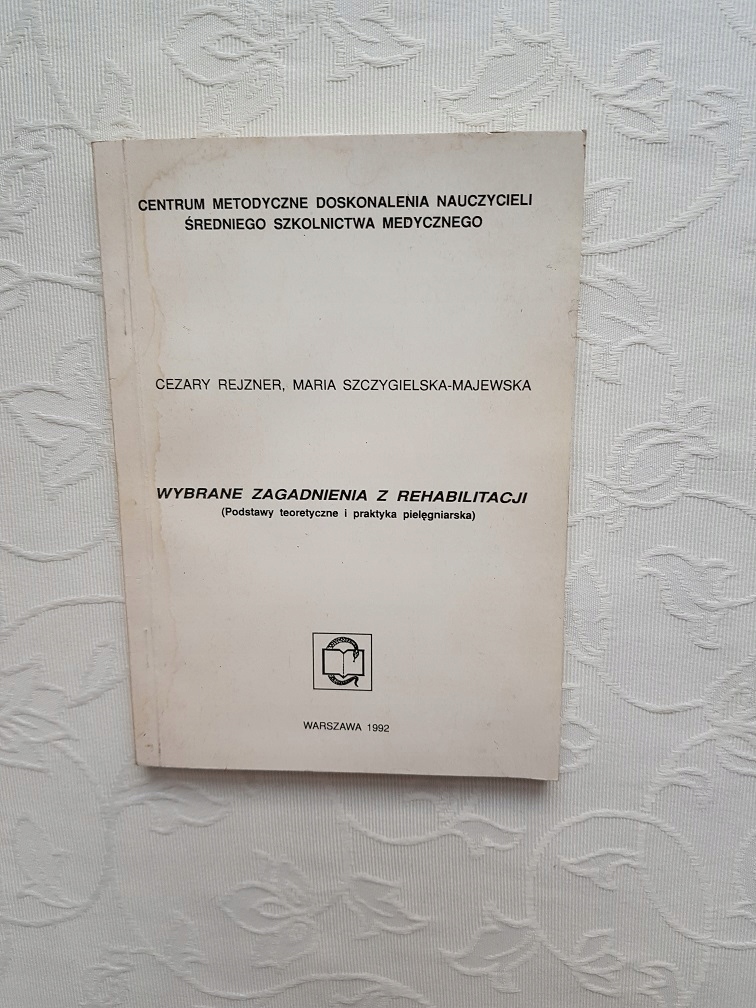 CENTRUM METODYCZNE DOSKONALENIA NAUCZYCIELI
ŚREDNIEGO SZKOLNICTWA MEDYCZNEGO
CEZARY REJZNER, MARIA SZCZYGIELSKA-MAJEWSKA
WYBRANE ZAGADNIENIA Z REHABILITACJI
(Podstawy teoretyczne i praktyka pielęgniarska)
WARSZAWA 1992